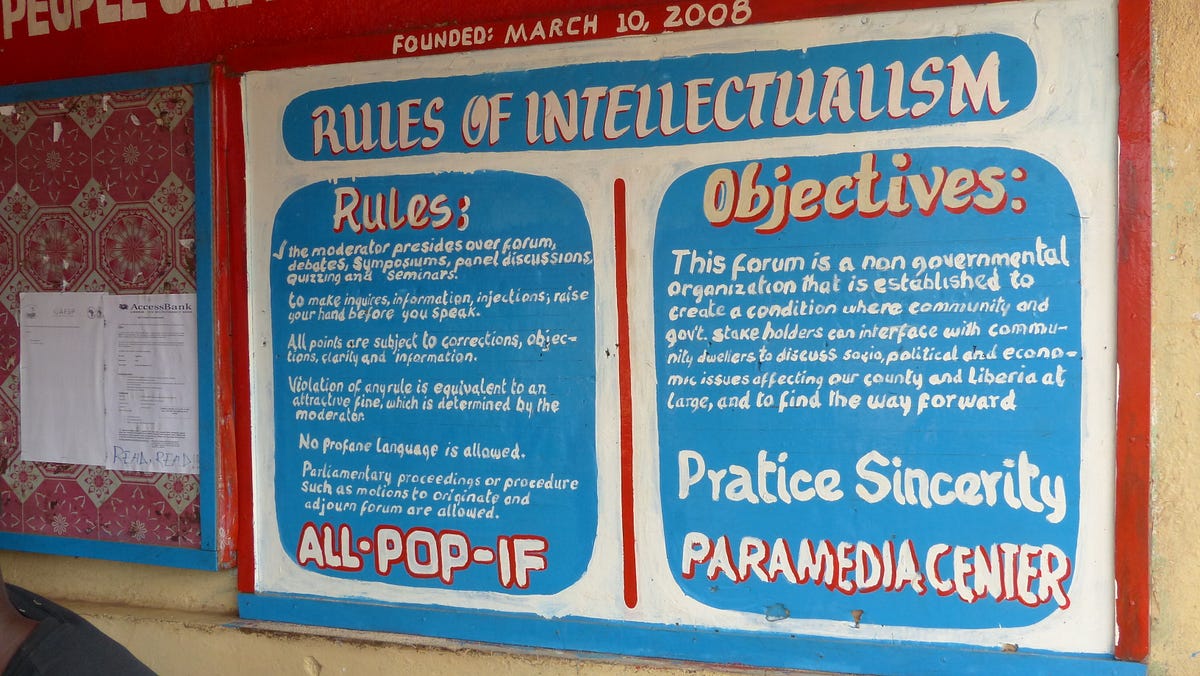 PEOPLE
FOUNDED: MARCH 10, 2008
RULES OF INTELLECTUALISM
Rules:
✓ the moderator presides over forum,
debates, symposiums, panel discussions,
quizzing and seminars.
to make inquires, information, injections; raise
your hand before you speak.
All points are subject to corrections, objec-
tions, clarity and information.
Violation of any rule is equivalent to an
attractive fine, which is determined by the
moderator.
No profane language is allowed.
Parliamentary proceedings or procedure
such as motions to originate and
adjourn forum are allowed.
ALL-POP-IF
Objectives:
This forum is a non governmental
organization that is established to
create a condition where community and
gov't. stake holders can interface with commu-
nity dwellers to discuss socio, political and econo-
mic issues affecting our county and Liberia at
large, and to find the way forward
Pratice Sincerity
PARAMEDIA CENTER
GAFSP
AccessBank
READ, READ